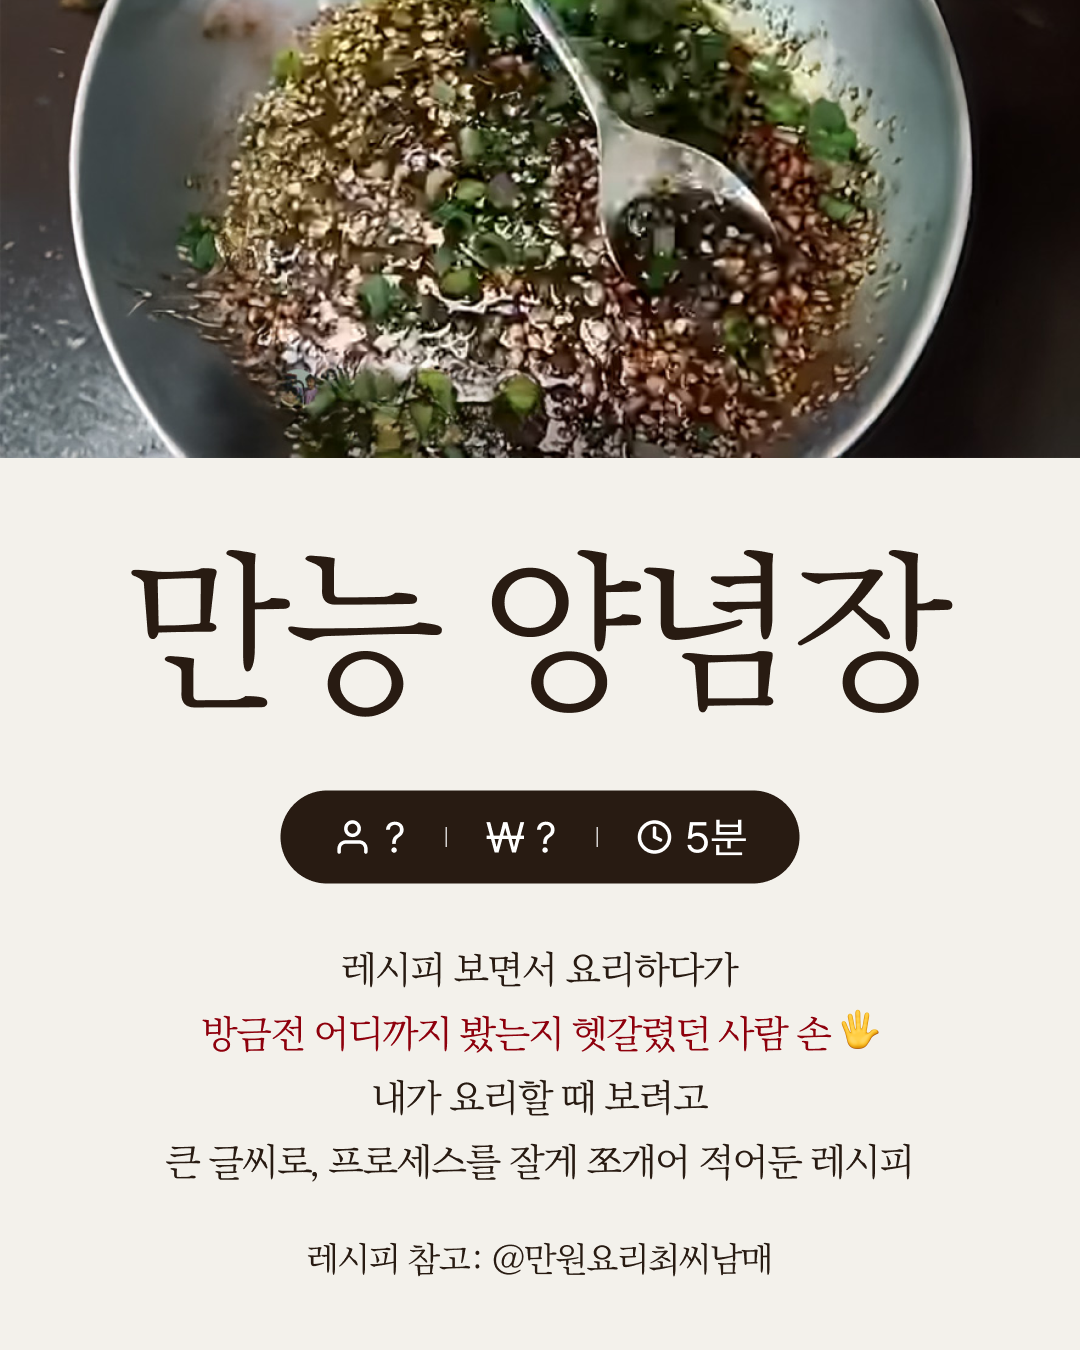 만능 양념장
? | ₩ ? | 5분
레시피 보면서 요리하다가
방금전 어디까지 봤는지 헷갈렸던 사람 손🖐️
내가 요리할 때 보려고
큰 글씨로, 프로세스를 잘게 쪼개어 적어둔 레시피
레시피 참고: @만원요리최씨남매